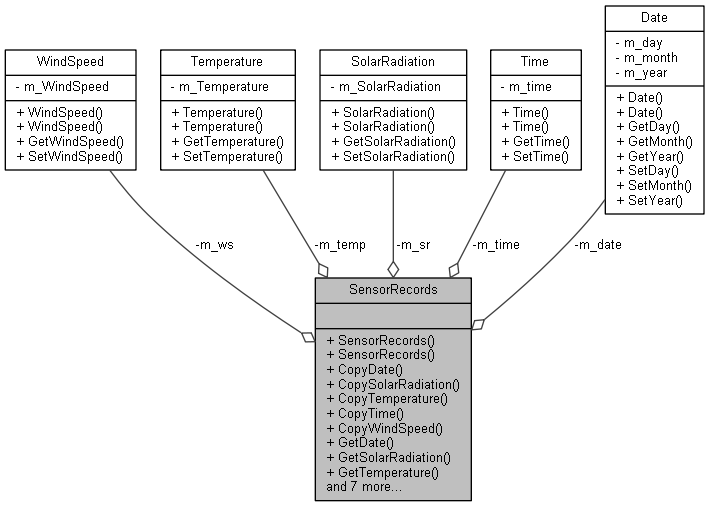 WindSpeed
- m_WindSpeed
+ WindSpeed()
+ WindSpeed()
+ GetWindSpeed()
+ SetWindSpeed()
Temperature
- m_Temperature
+ Temperature()
+ Temperature()
+ GetTemperature()
+ SetTemperature()
SolarRadiation
- m_SolarRadiation
+ SolarRadiation()
+ SolarRadiation()
+ GetSolarRadiation()
+ SetSolarRadiation()
Time
- m_time
+ Time()
+ Time()
+ GetTime()
+ SetTime()
Date
- m_day
- m_month
- m_year
+ Date()
+ Date()
+ GetDay()
+ GetMonth()
+ GetYear()
+ SetDay()
+ SetMonth()
+ SetYear()
-m_ws
-m_temp
-m_sr
-m_time
-m_date
SensorRecords
+ SensorRecords()
+ SensorRecords()
+ CopyDate()
+ CopySolarRadiation()
+ CopyTemperature()
+ CopyTime()
+ CopyWindSpeed()
+ GetDate()
+ GetSolarRadiation()
+ GetTemperature()
and 7 more...